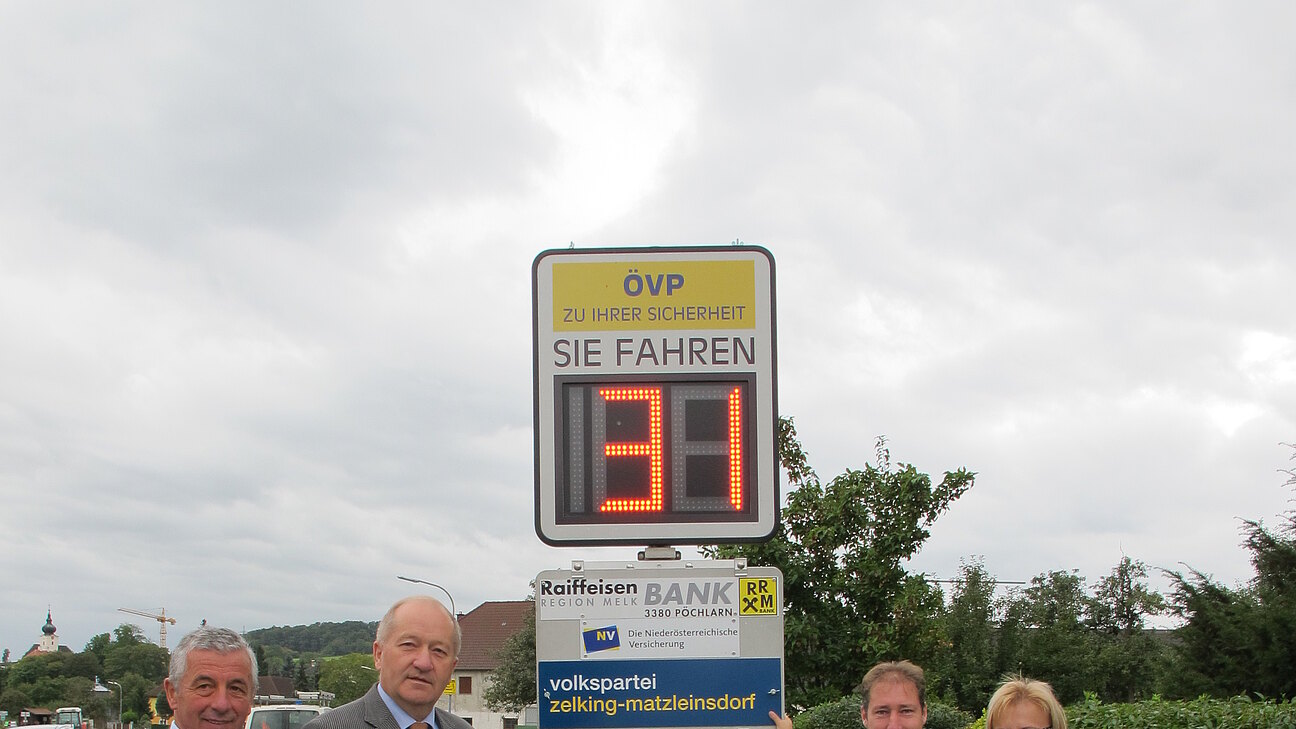 ÖVP
ZU IHRER SICHERHEIT
SIE FAHREN
31
Raiffeisen BANK
REGION MELK
3380 PÖCHLARN
RR
M
BANK
NV Die Niederösterreichische
Versicherung
volkspartei
zelking-matzleinsdorf